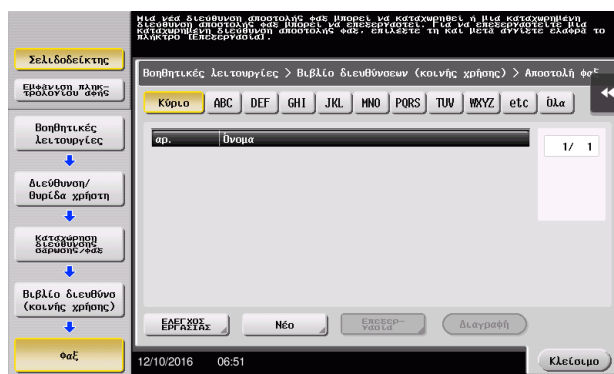 Μια νέα διεύθυνση αποστολής φαξ μπορεί να καταχωρηθεί ή μια καταχωρημένη
διεύθυνση αποστολής φαξ μπορεί να επεξεργαστεί. Για να επεξεργαστείτε μια
καταχωρημένη διεύθυνση αποστολής φαξ, επιλέξτε τη και μετά αγγίξτε ελαφρά το
πλήκτρο [Επεξεργασία].
Σελιδοδείκτης
Εμφάνιση πληκ-
τρολογίου αφής
Βοηθητικές
λειτουργίες
Διεύθυνση/
Θυρίδα χρήστη
Καταχώρηση
διεύθυνσης
σάρωσης/φαξ
Βιβλίο διευθύνσ
(κοινής χρήσης)
Φαξ
Βοηθητικές λειτουργίες > Βιβλίο διευθύνσεων (κοινής χρήσης) > Αποστολή φαξ
Κύριο ABC DEF GHI JKL MNO PQRS TUV WXYZ etc Όλα
αρ. Όνομα
1/ 1
ΕΛΕΓΧΟΣ
ΕΡΓΑΣΙΑΣ
Νέο
Επεξερ-
γασία
Διαγραφή
12/10/2016 06:51
Κλείσιμο